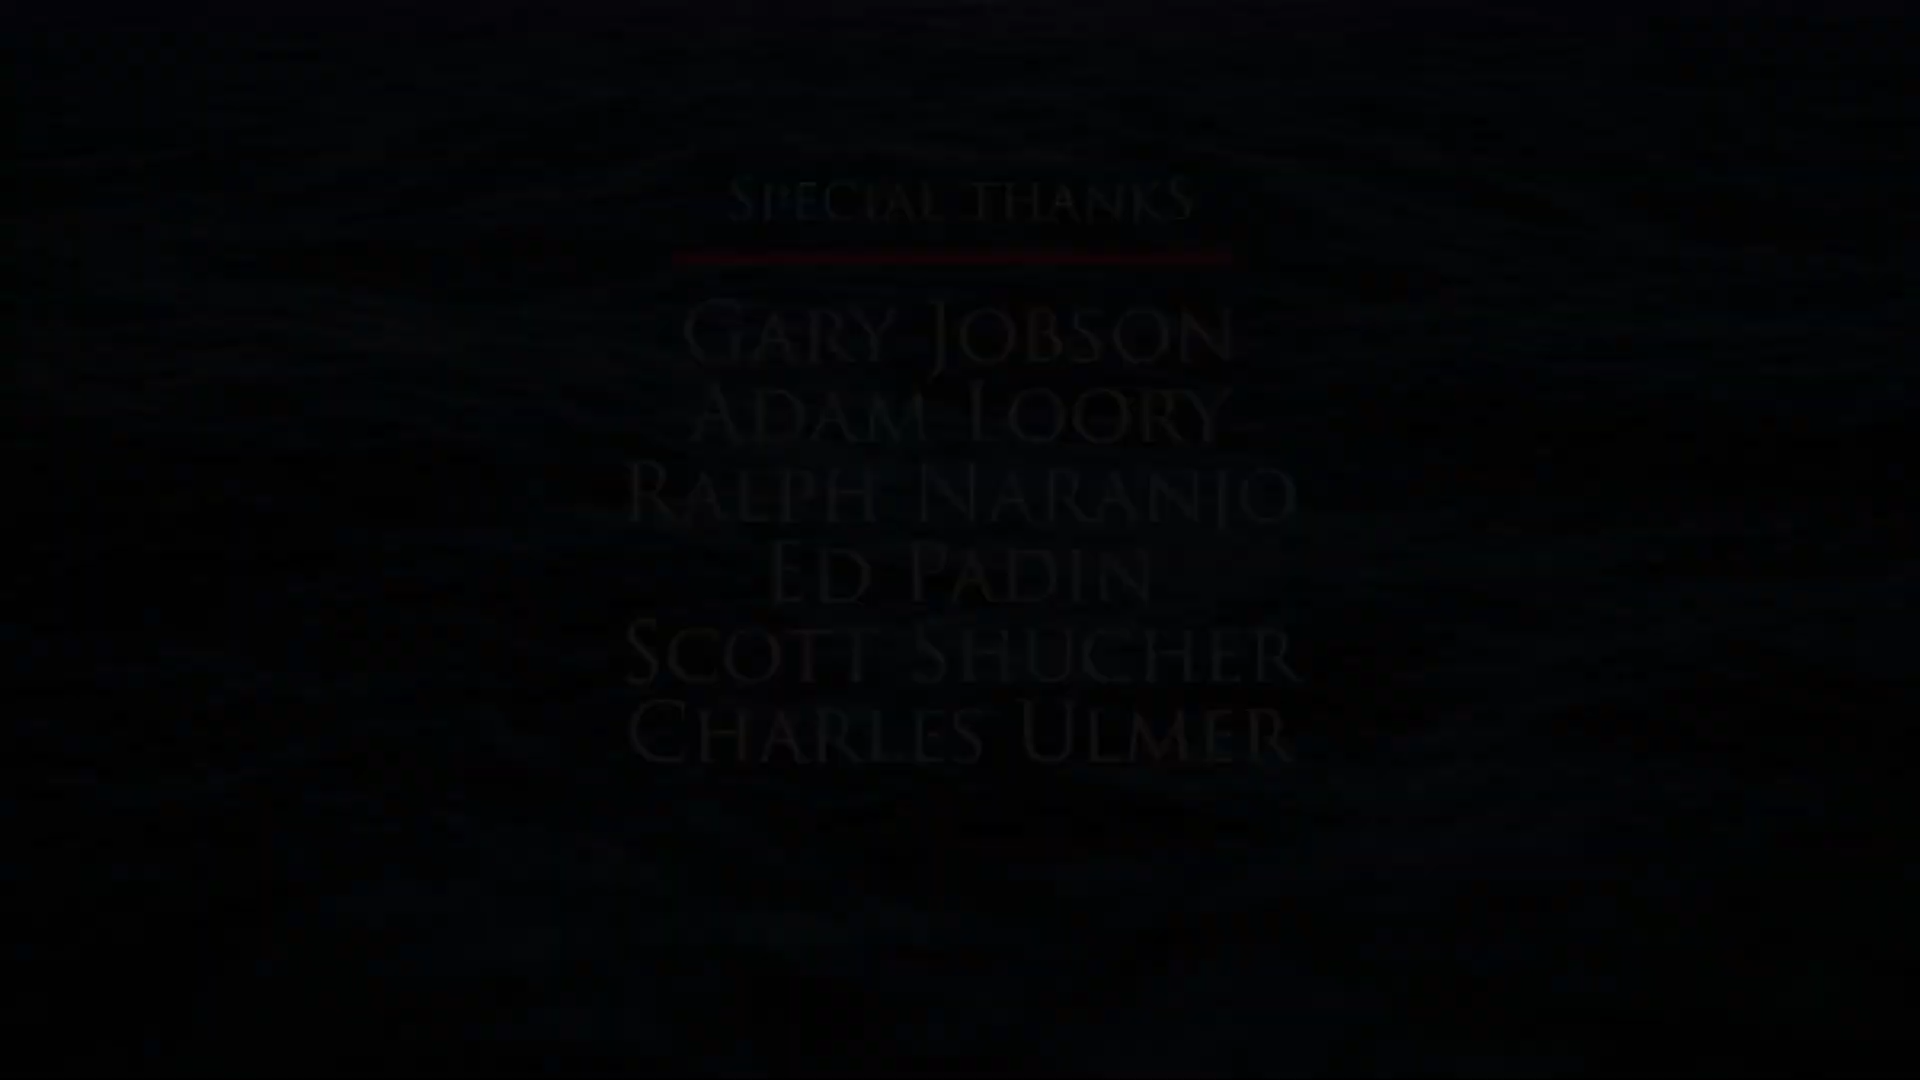 Special thanks
Gary Jobson
Adam Loory
Ralph Naranjo
Ed Padin
Scott Shucher
Charles Ulmer